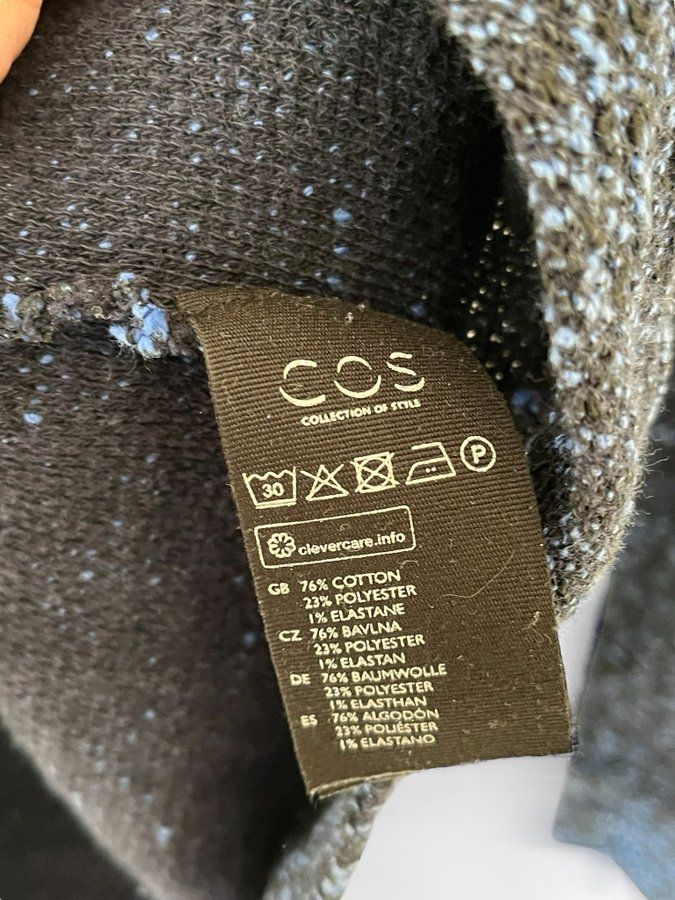 COS
COLLECTION OF STYLE
30 P
clevercare.info
GB 76% COTTON
23% POLYESTER
1% ELASTANE
CZ 76% BAVLNA
23% POLYESTER
1% ELASTAN
DE 76% BAUMWOLLE
23% POLYESTER
1% ELASTHAN
ES 76% ALGODÓN
23% POLIÉSTER
1% ELASTANO